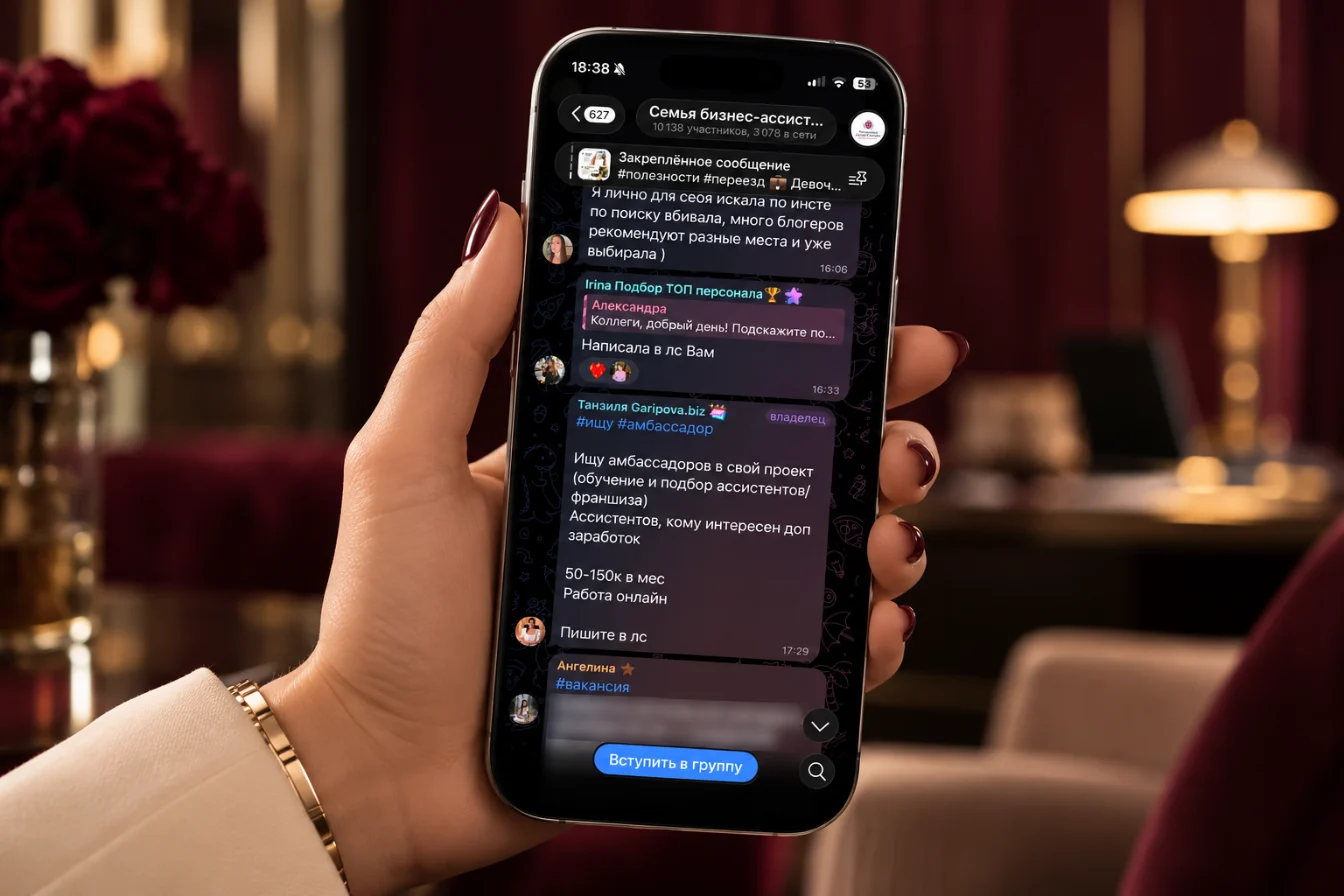 18:38
53
627
Семья бизнес-ассист...
10 138 участников, 3 078 в сети
Закреплённое сообщение
#полезности #переезд 💼 Девоч...
Я лично для себя искала по инсте
по поиску вбивала, много блогеров
рекомендуют разные места и уже
выбирала )
16:06
Irina Подбор ТОП персонала🏆
Александра
Коллеги, добрый день! Подскажите по...
Написала в лс Вам
16:33
Танзиля Garipova.biz
владелец
#ищу #амбассадор
Ищу амбассадоров в свой проект
(обучение и подбор ассистентов/
франшиза)
Ассистентов, кому интересен доп
заработок
50-150к в мес
Работа онлайн
Пишите в лс
17:29
Ангелина
#вакансия
Вступить в группу